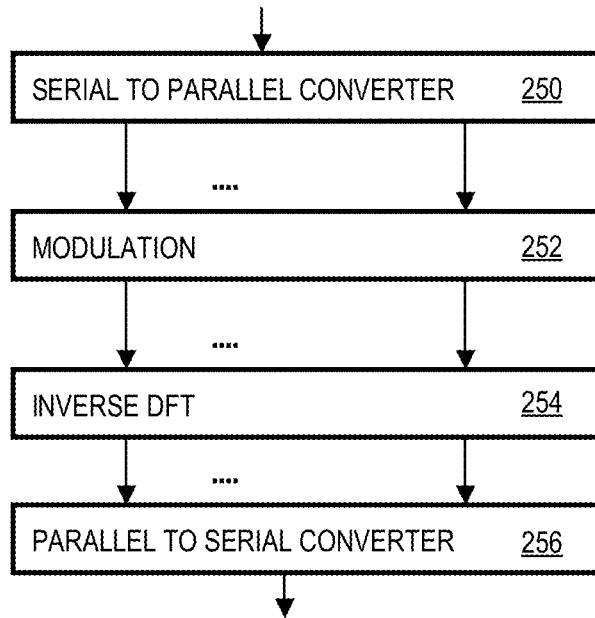 SERIAL TO PARALLEL CONVERTER 250
....
MODULATION 252
....
INVERSE DFT 254
....
PARALLEL TO SERIAL CONVERTER 256